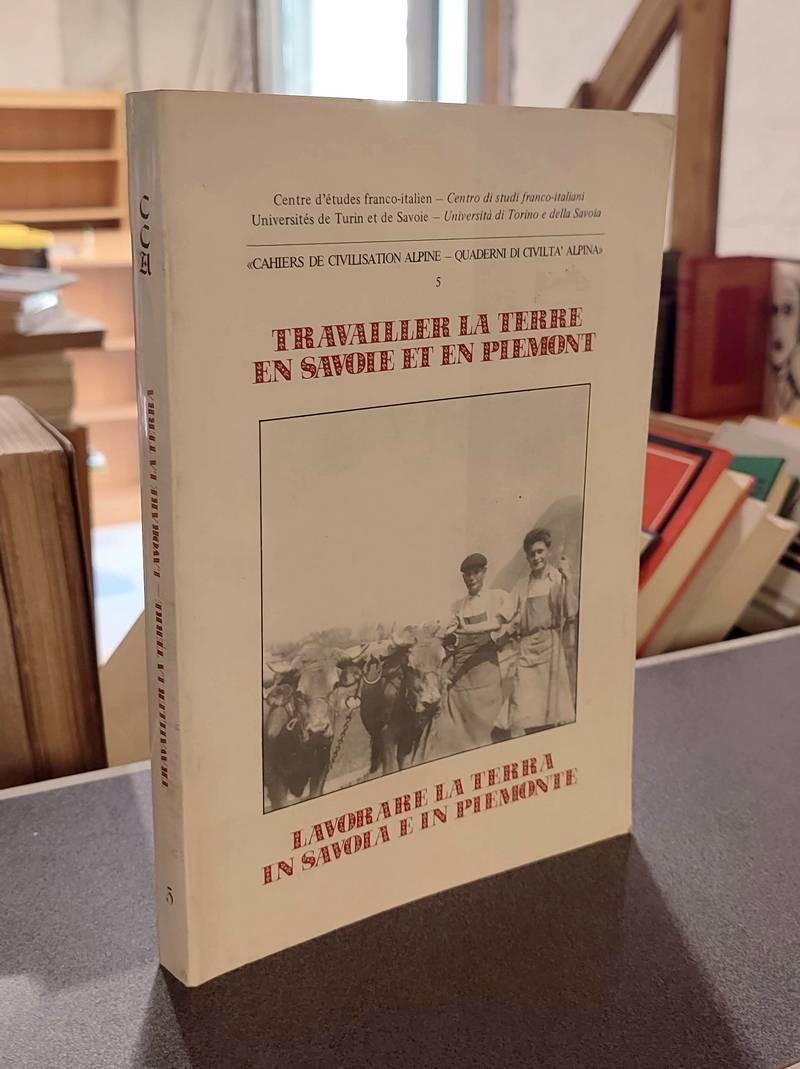 Centre d'études franco-italien – Centro di studi franco-italiani
Universités de Turin et de Savoie – Università di Torino e della Savoia
«CAHIERS DE CIVILISATION ALPINE – QUADERNI DI CIVILTA' ALPINA»
5
TRAVAILLER LA TERRE
EN SAVOIE ET EN PIEMONT
LAVORARE LA TERRA
IN SAVOIA E IN PIEMONTE
CCA
TRAVAILLER LA TERRE – LAVORARE LA TERRA
5